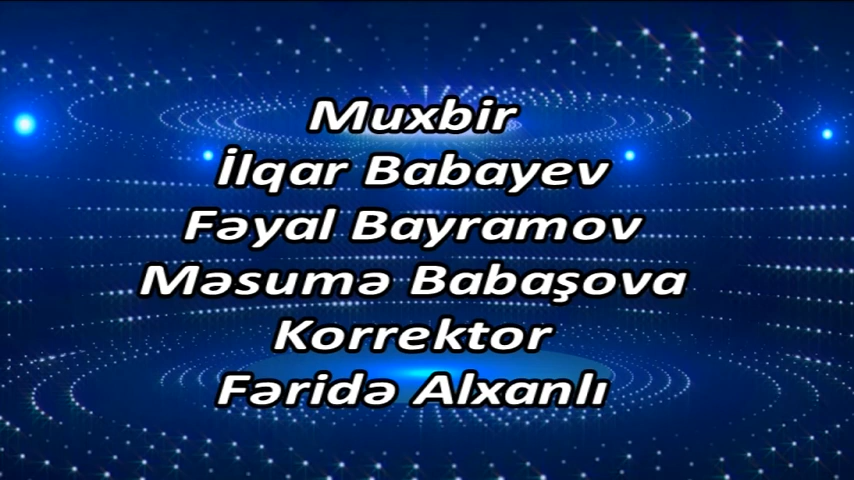 Muxbir
İlqar Babayev
Fəyal Bayramov
Məsumə Babaşova
Korrektor
Fəridə Alxanlı